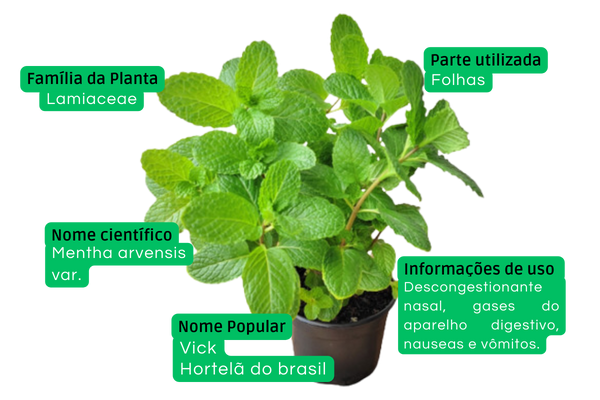 Família da Planta
Lamiaceae
Parte utilizada
Folhas
Nome científico
Mentha arvensis
var.
Informações de uso
Descongestionante
nasal, gases do
aparelho digestivo,
nauseas e vômitos.
Nome Popular
Vick
Hortelã do brasil